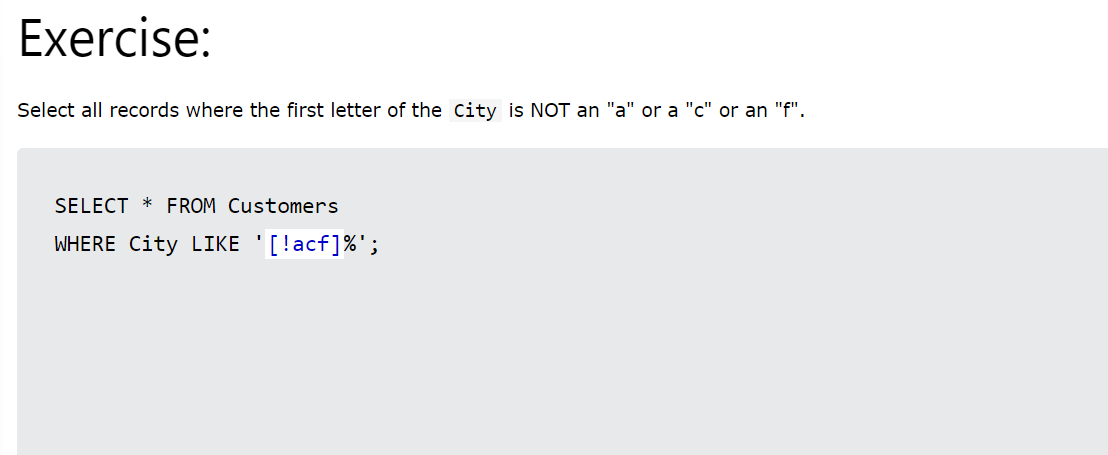 Exercise:
Select all records where the first letter of the City is NOT an "a" or a "c" or an "f".
SELECT * FROM Customers
WHERE City LIKE '[!acf]%';